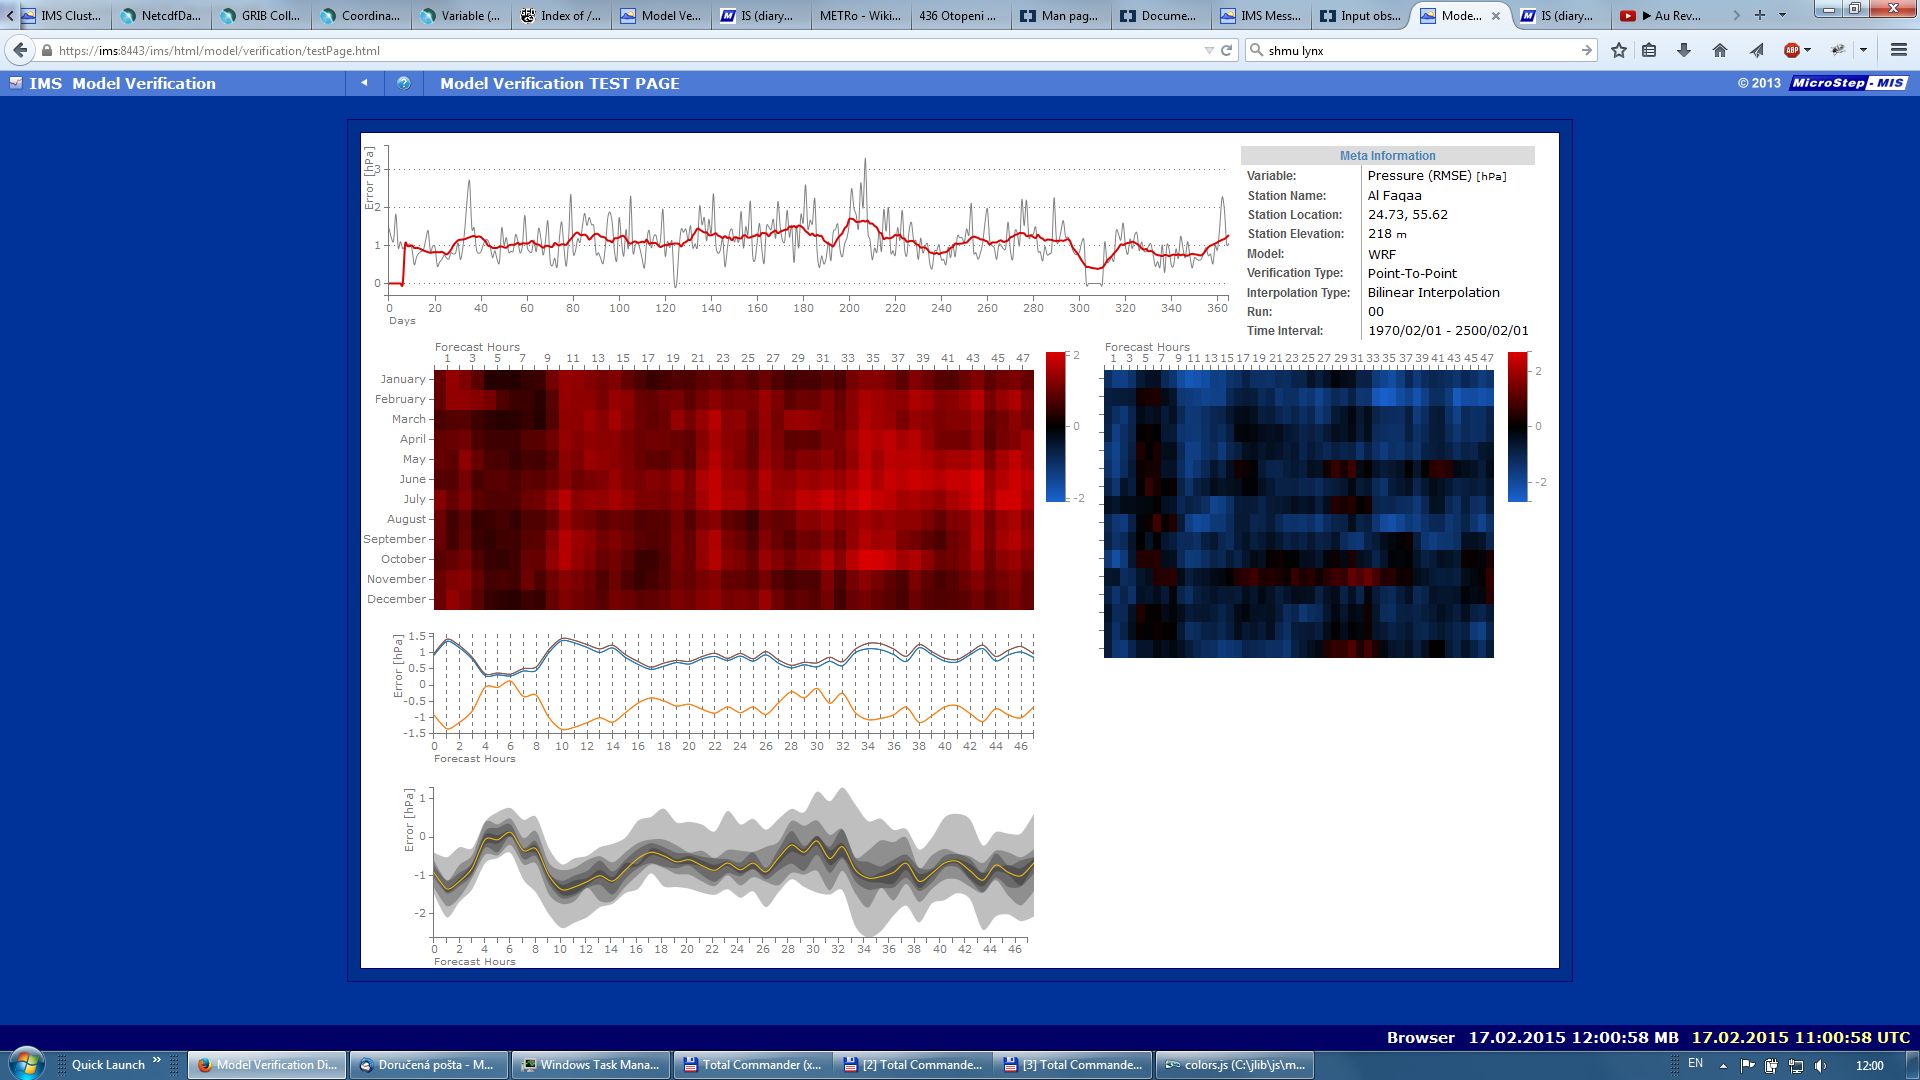 IMS Clust...
NetcdfDa...
GRIB Coll...
Coordina...
Variable (...
Index of /...
Model Ve...
IS (diary...
METRo - Wiki...
436 Otopeni ...
Man pag...
Docume...
IMS Mess...
Input obs...
Mode...
IS (diary...
► Au Rev...
https://ims:8443/ims/html/model/verification/testPage.html
shmu lynx
ABP
IMS Model Verification
Model Verification TEST PAGE
© 2013 MicroStep - MIS
Error [hPa]
3
2
1
0
0 20 40 60 80 100 120 140 160 180 200 220 240 260 280 300 320 340 360
Days
Meta Information
Variable: Pressure (RMSE) [hPa]
Station Name: Al Faqaa
Station Location: 24.73, 55.62
Station Elevation: 218 m
Model: WRF
Verification Type: Point-To-Point
Interpolation Type: Bilinear Interpolation
Run: 00
Time Interval: 1970/02/01 - 2500/02/01
Forecast Hours
1 3 5 7 9 11 13 15 17 19 21 23 25 27 29 31 33 35 37 39 41 43 45 47
January
February
March
April
May
June
July
August
September
October
November
December
2
0
-2
Forecast Hours
1 3 5 7 9 11 13 15 17 19 21 23 25 27 29 31 33 35 37 39 41 43 45 47
2
0
-2
Error [hPa]
1.5
1
0.5
0
-0.5
-1
-1.5
0 2 4 6 8 10 12 14 16 18 20 22 24 26 28 30 32 34 36 38 40 42 44 46
Forecast Hours
Error [hPa]
1
0
-1
-2
0 2 4 6 8 10 12 14 16 18 20 22 24 26 28 30 32 34 36 38 40 42 44 46
Forecast Hours
Browser 17.02.2015 12:00:58 MB 17.02.2015 11:00:58 UTC
Quick Launch
Model Verification Di...
Doručená pošta - M...
Windows Task Mana...
Total Commander (x...
[2] Total Commande...
[3] Total Commande...
colors.js (C:\jlib\js\m...
EN
12:00